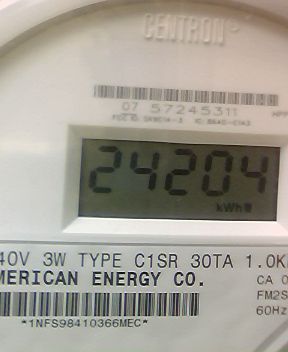 CENTRON®
07 57245311
24204
kWh
40V 3W TYPE C1SR 30TA 1.0K
MERICAN ENERGY CO.
CA 0
FM2S
60Hz
*1NFS98410366MEC*